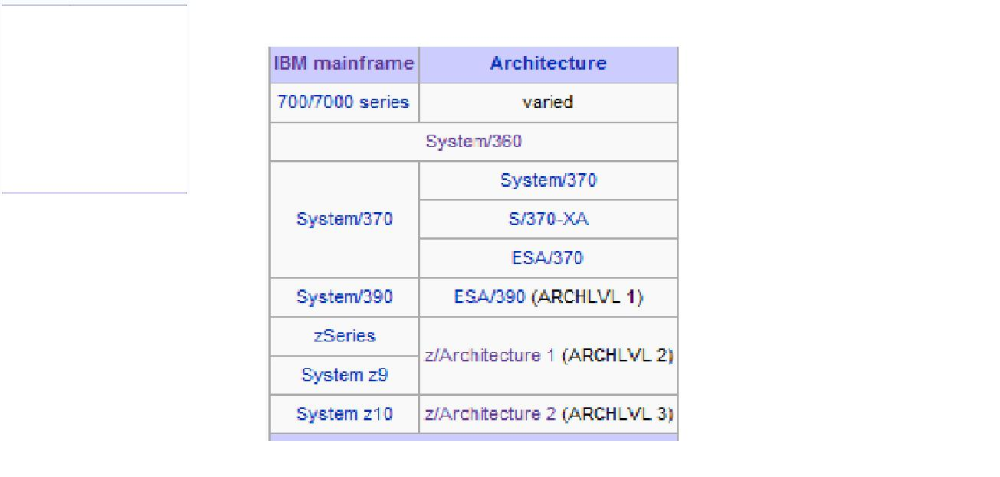 IBM mainframe Architecture
700/7000 series varied
System/360
System/370
System/370
S/370-XA
ESA/370
System/390 ESA/390 (ARCHLVL 1)
zSeries
z/Architecture 1 (ARCHLVL 2)
System z9
System z10 z/Architecture 2 (ARCHLVL 3)